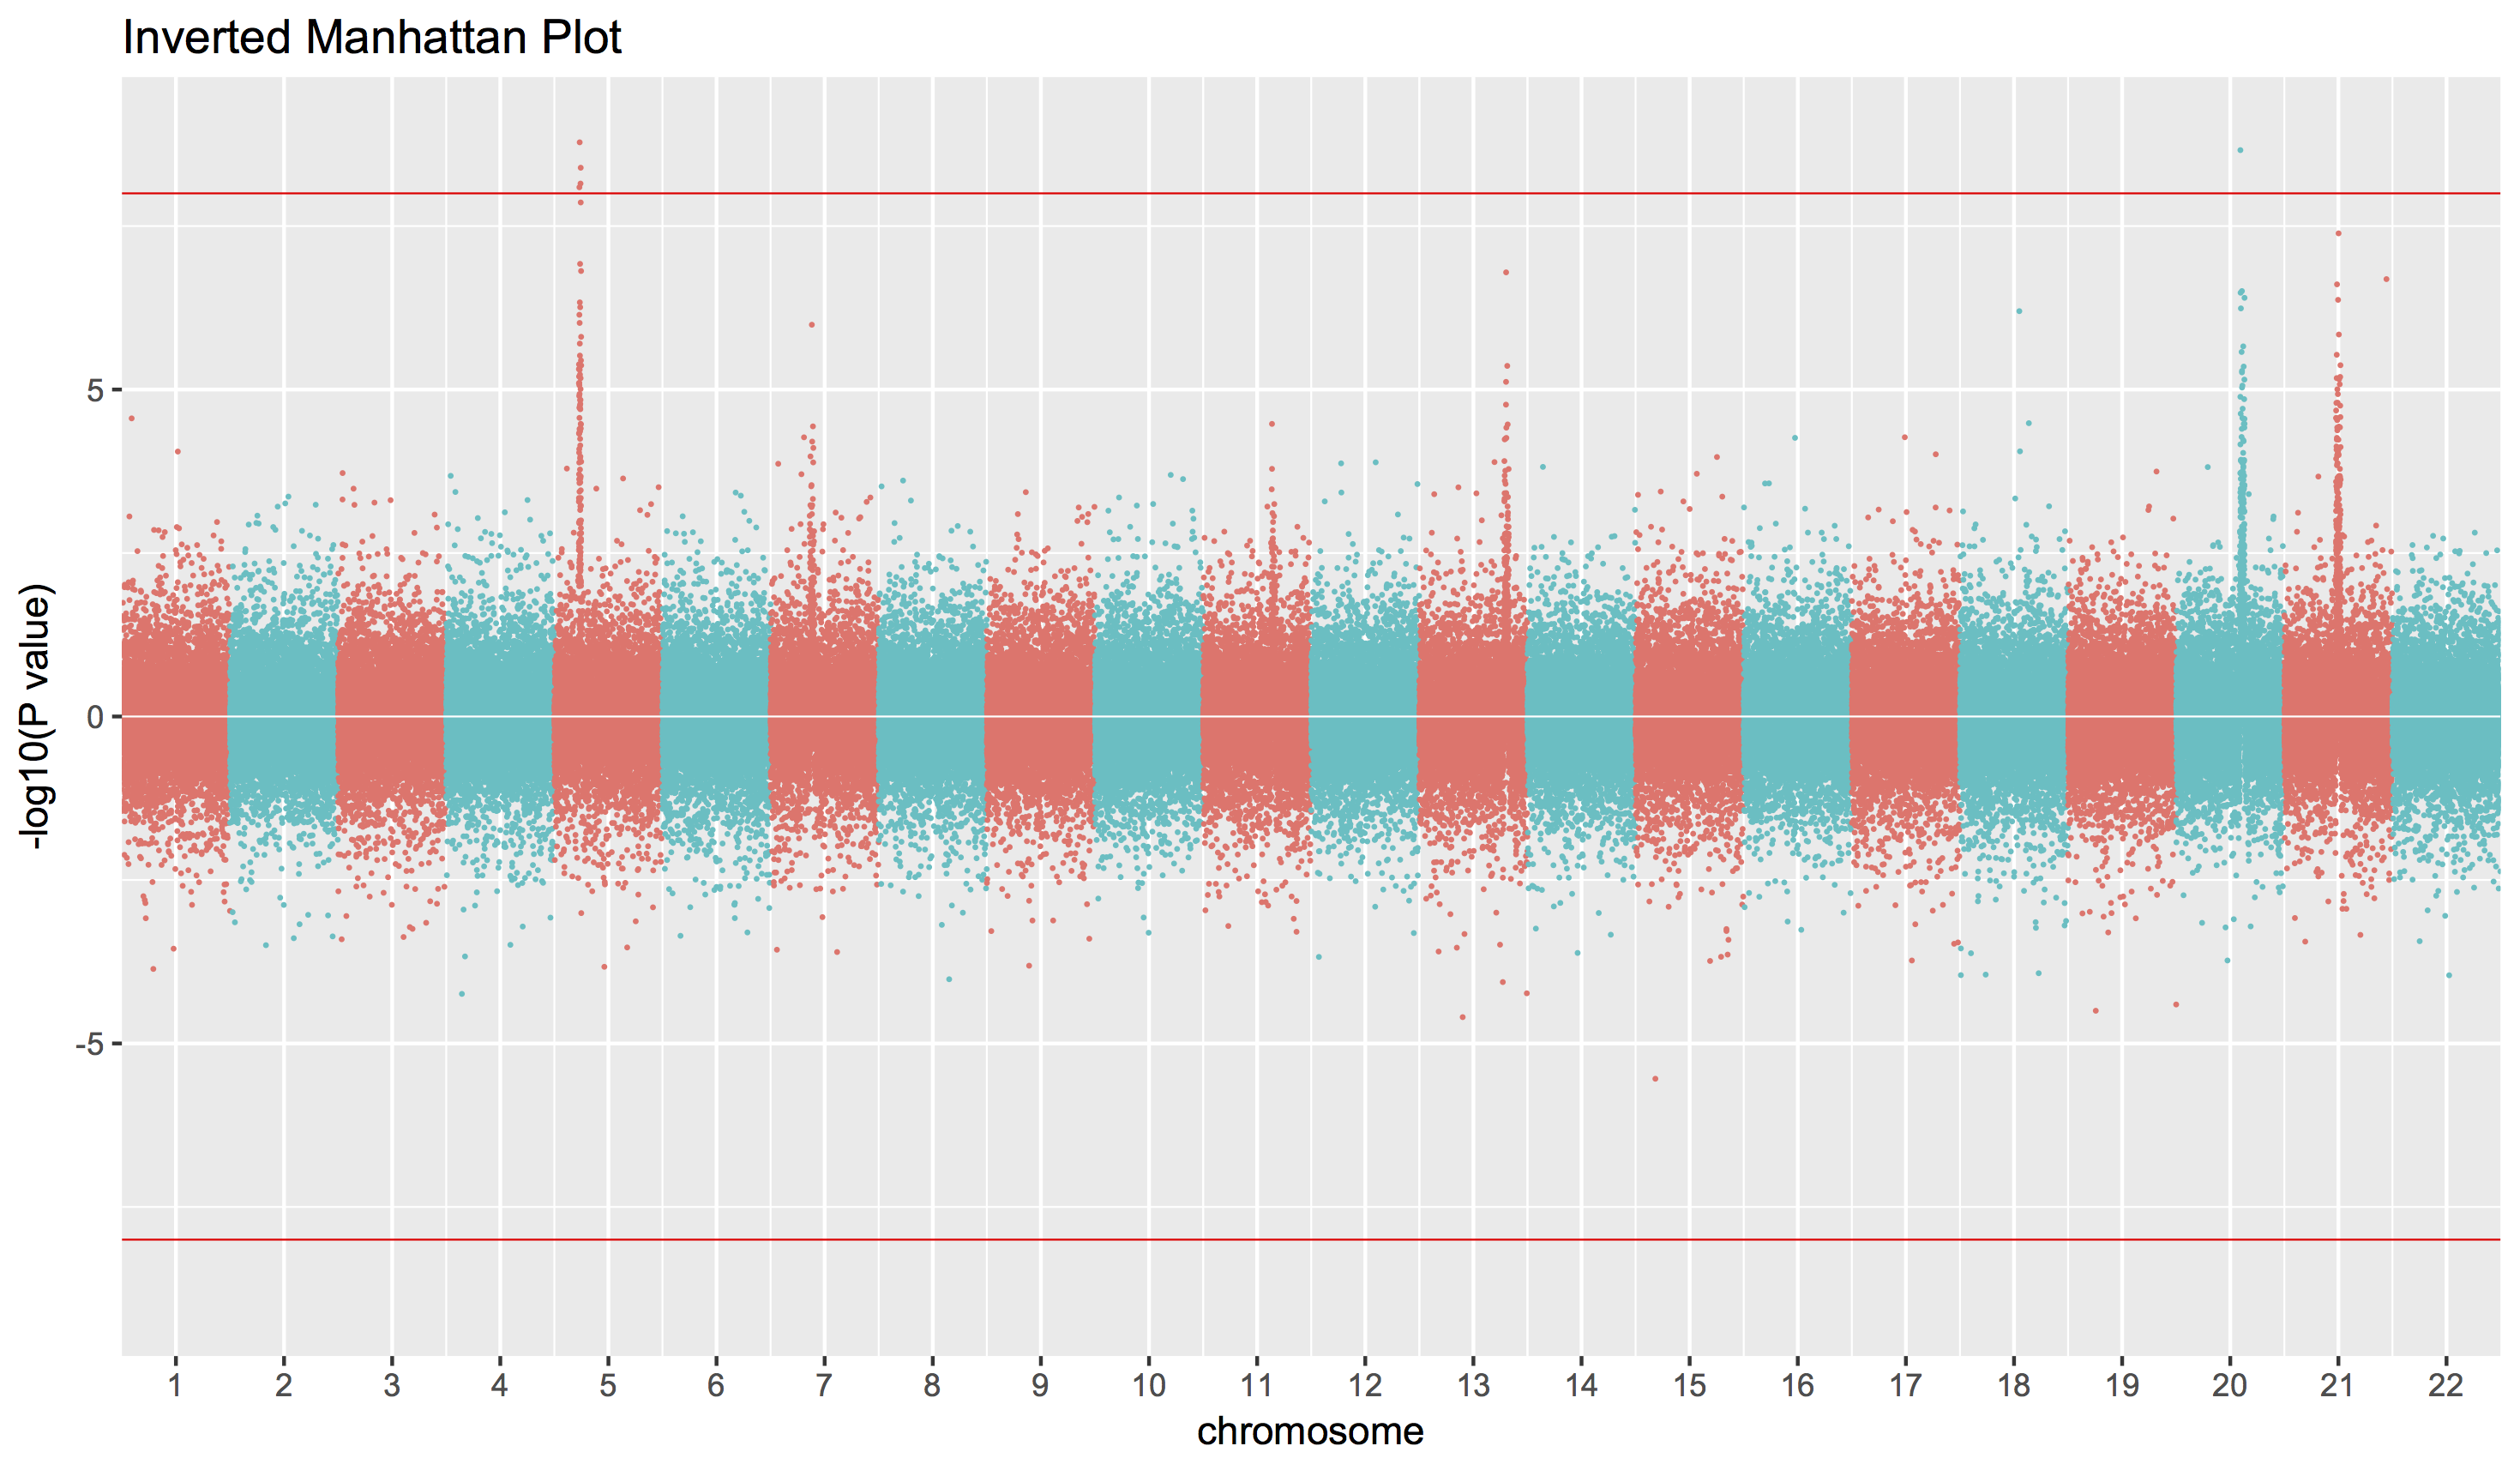 Inverted Manhattan Plot
-log10(P value)
5
0
-5
1 2 3 4 5 6 7 8 9 10 11 12 13 14 15 16 17 18 19 20 21 22
chromosome